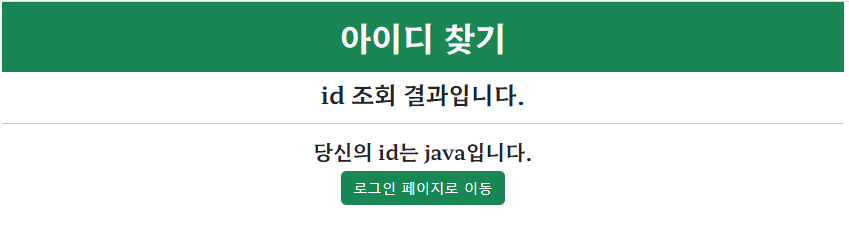 아이디 찾기
id 조회 결과입니다.
당신의 id는 java입니다.
로그인 페이지로 이동